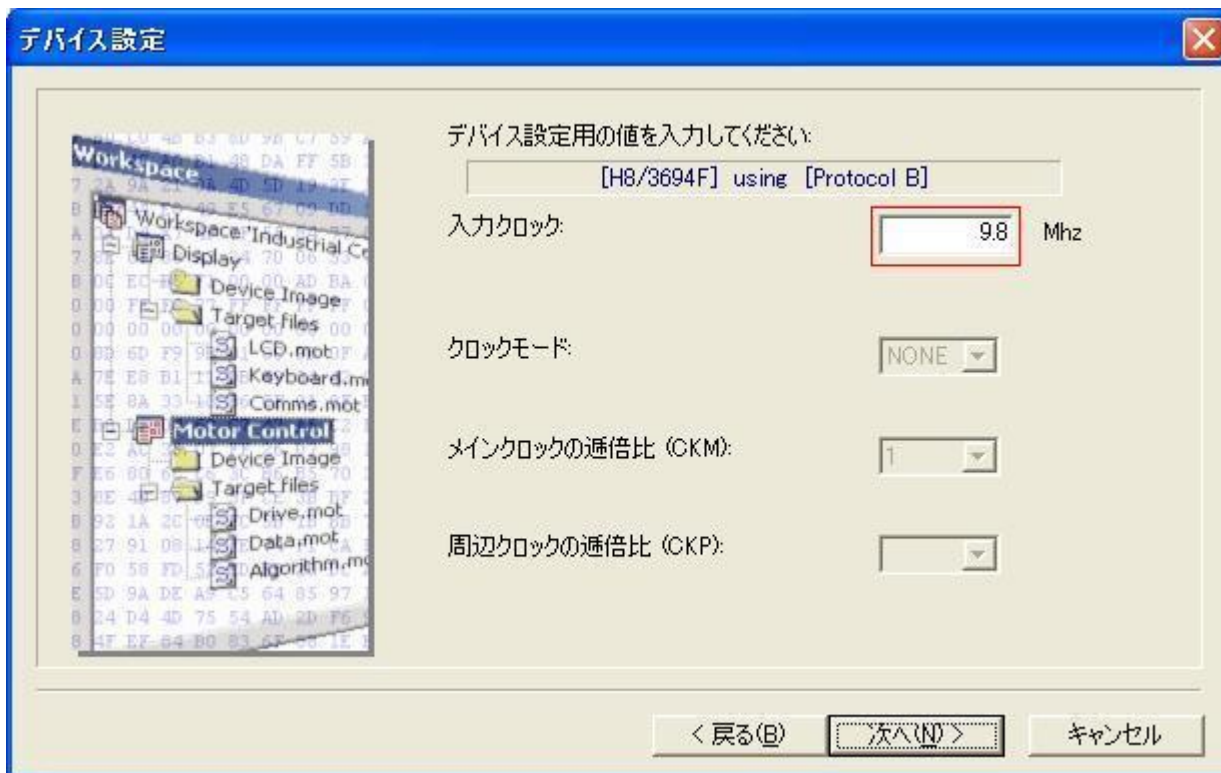 デバイス設定
Workspace
Workspace 'Industrial Co
Display
Device Image
Target files
LCD.mot
Keyboard.mo
Comms.mot
Motor Control
Device Image
Target files
Drive.mot
Data.mot
Algorithm.mo
デバイス設定用の値を入力してください:
[H8/3694F] using [Protocol B]
入力クロック:
9.8 Mhz
クロックモード:
NONE
メインクロックの逓倍比 (CKM):
1
周辺クロックの逓倍比 (CKP):
< 戻る(B)
次へ(N) >
キャンセル